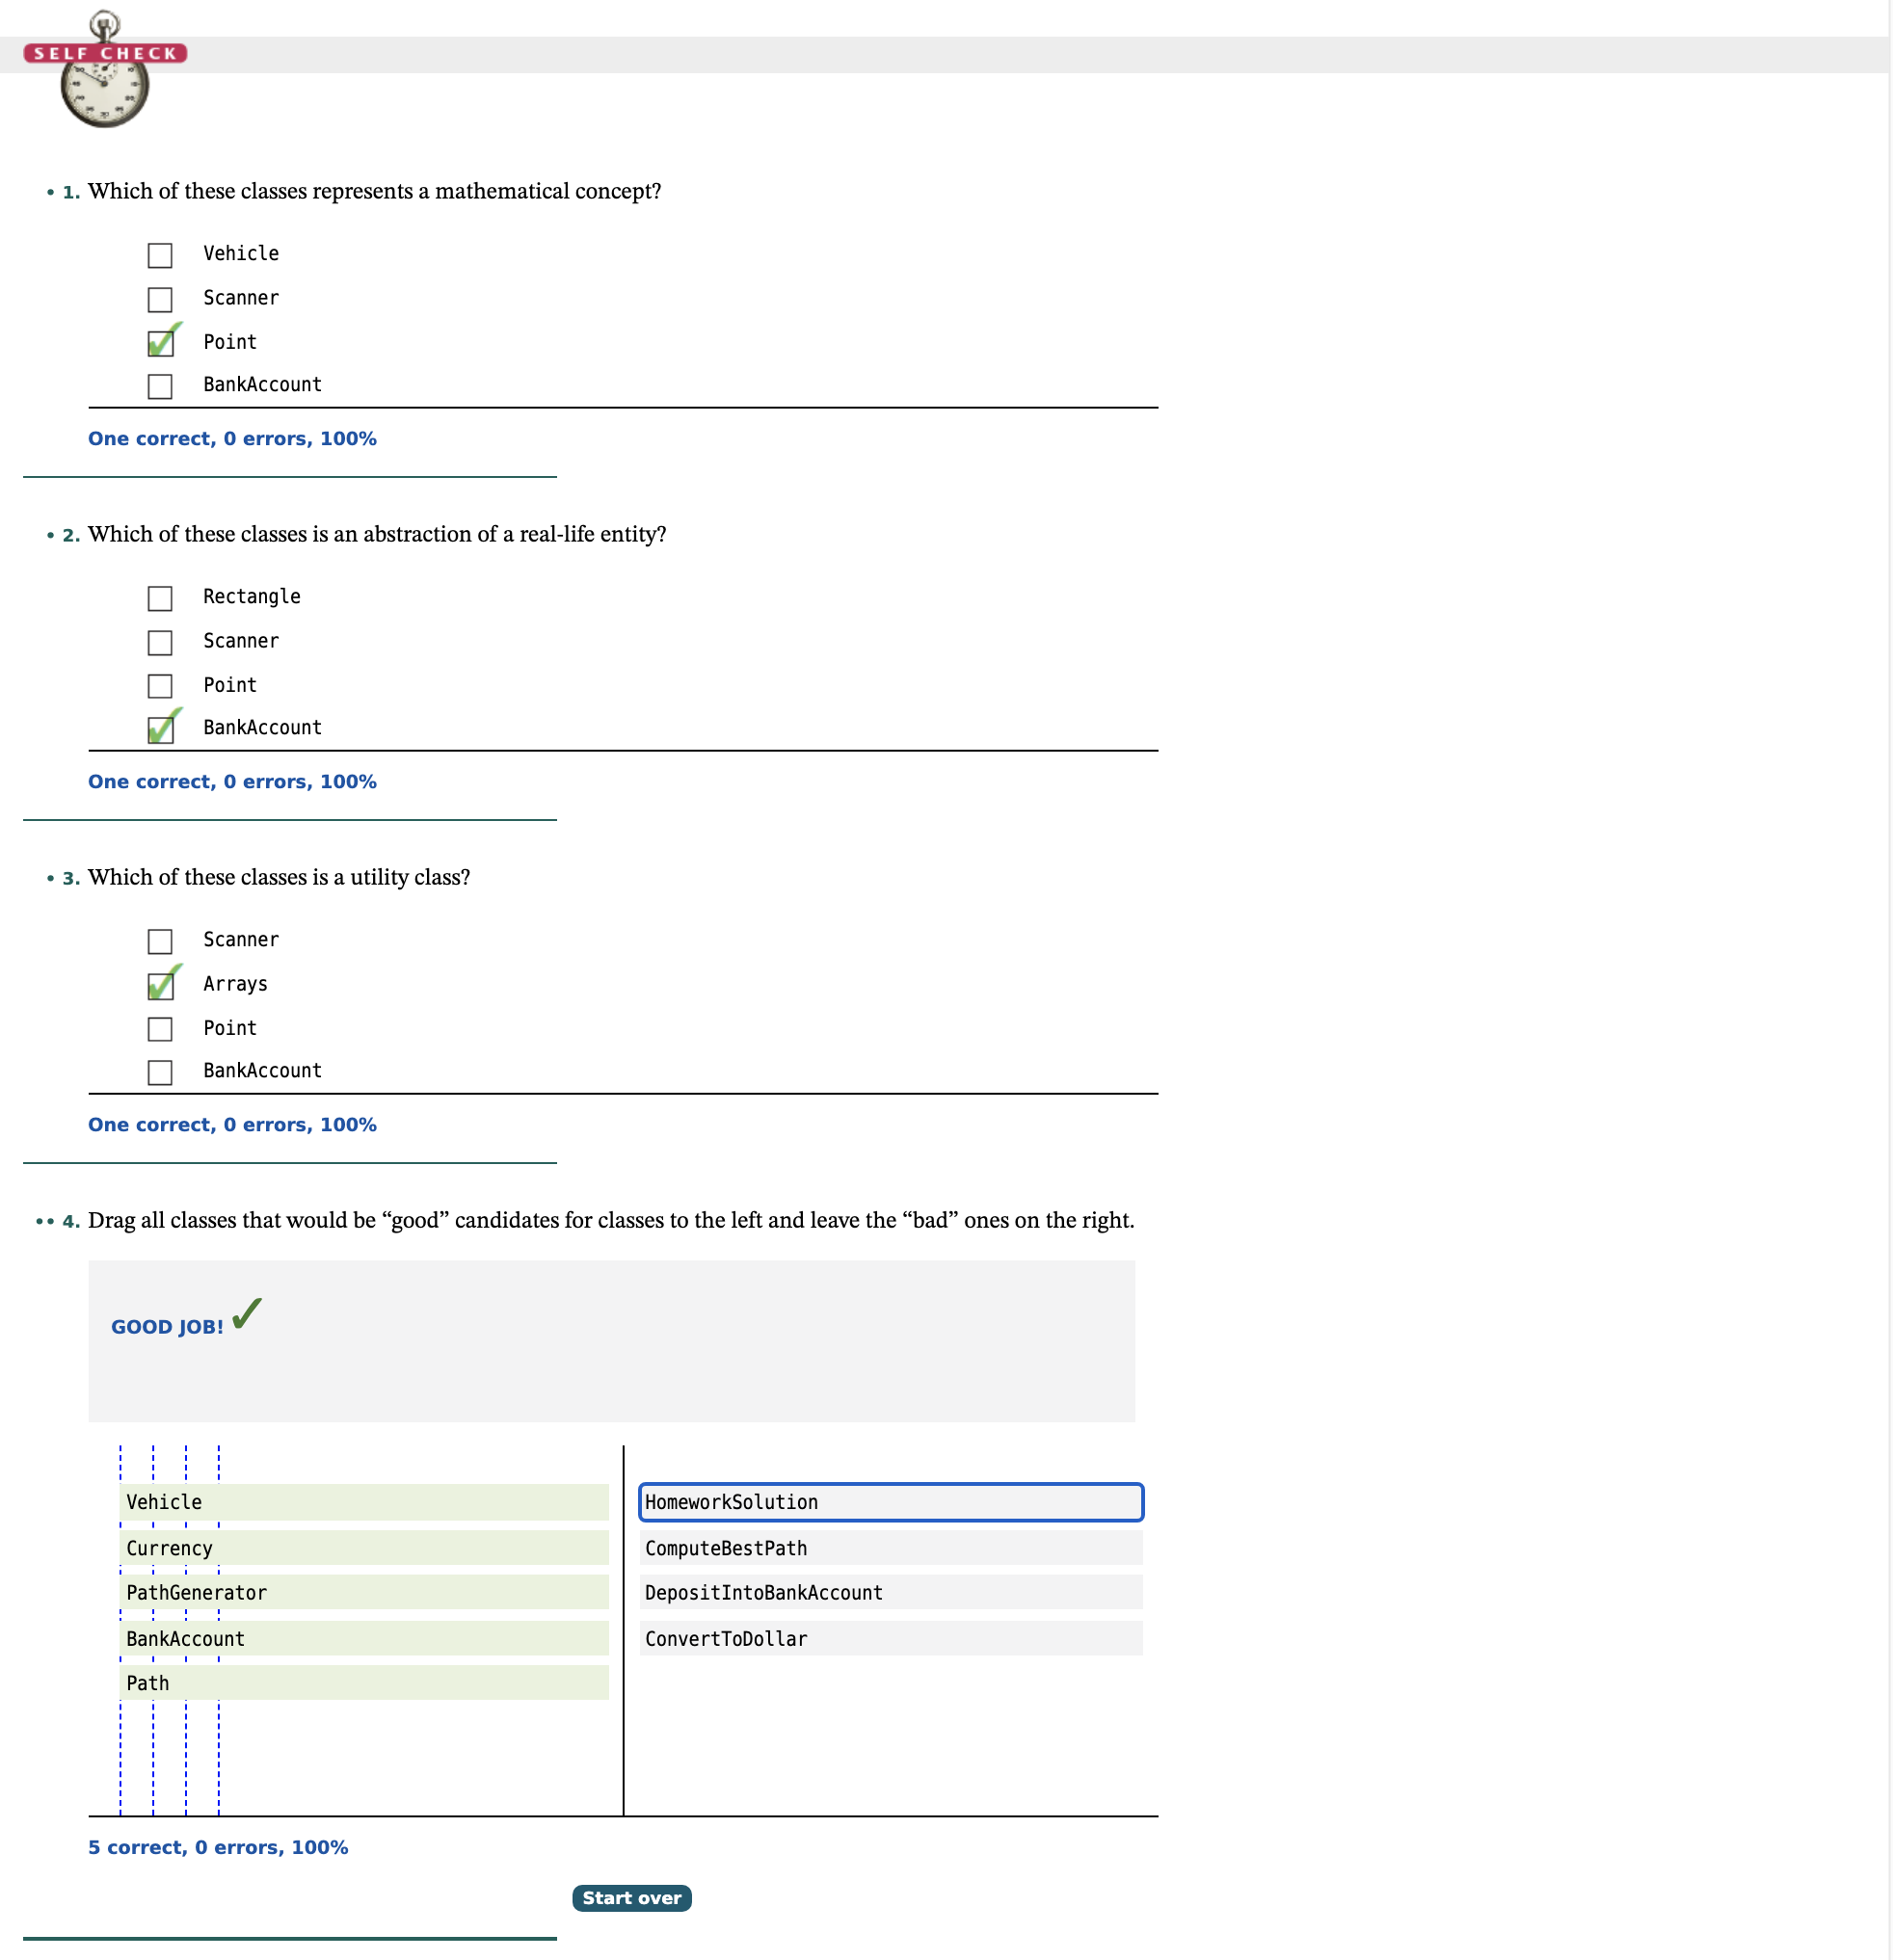 SELF CHECK
• 1. Which of these classes represents a mathematical concept?
Vehicle
Scanner
Point
BankAccount
One correct, 0 errors, 100%
• 2. Which of these classes is an abstraction of a real-life entity?
Rectangle
Scanner
Point
BankAccount
One correct, 0 errors, 100%
• 3. Which of these classes is a utility class?
Scanner
Arrays
Point
BankAccount
One correct, 0 errors, 100%
•• 4. Drag all classes that would be “good” candidates for classes to the left and leave the “bad” ones on the right.
GOOD JOB!
Vehicle
Currency
PathGenerator
BankAccount
Path
HomeworkSolution
ComputeBestPath
DepositIntoBankAccount
ConvertToDollar
5 correct, 0 errors, 100%
Start over